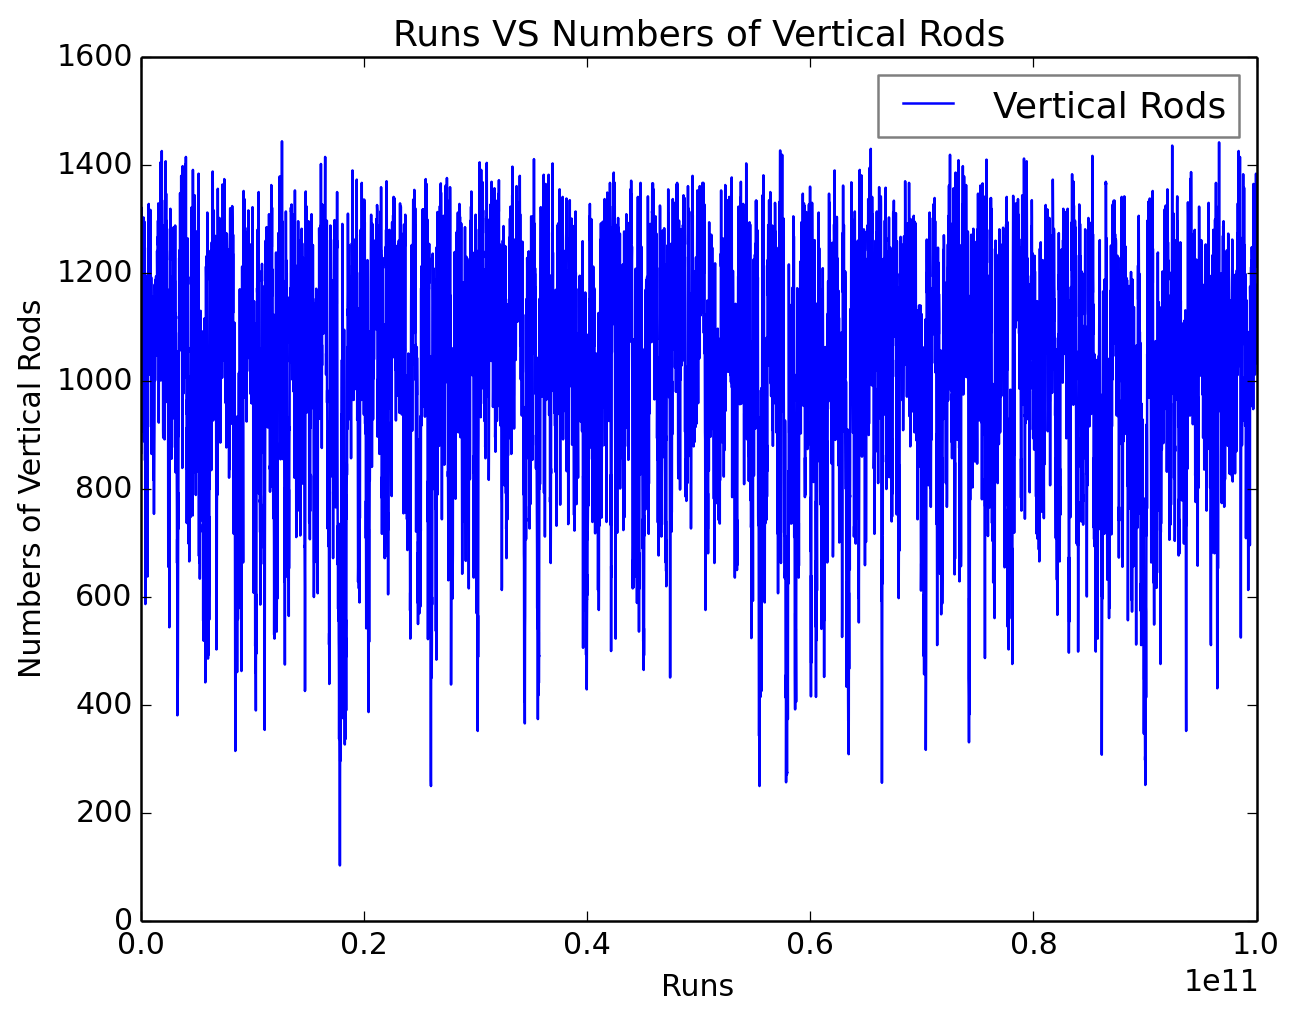 Runs VS Numbers of Vertical Rods
Vertical Rods
Numbers of Vertical Rods
1600
1400
1200
1000
800
600
400
200
0
0.0 0.2 0.4 0.6 0.8 1.0
1e11
Runs